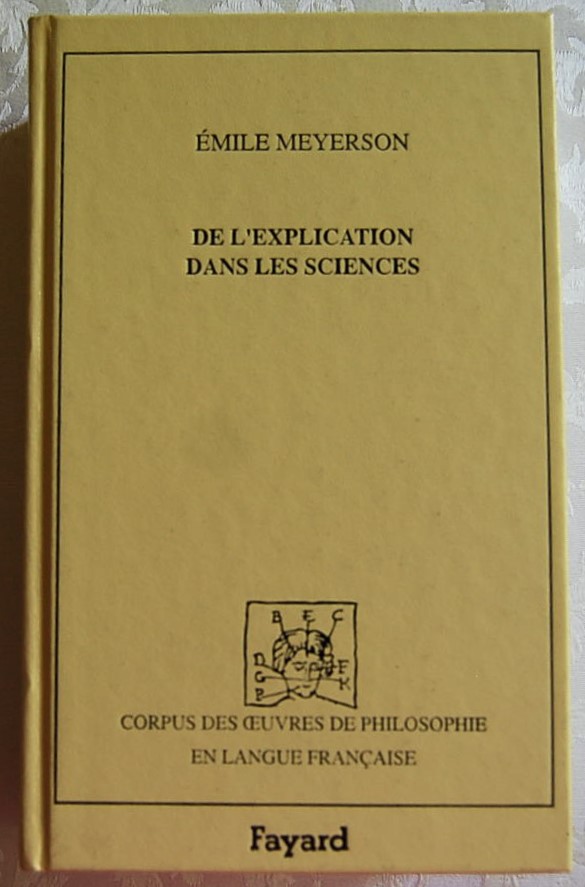 ÉMILE MEYERSON
DE L'EXPLICATION
DANS LES SCIENCES
B E C
D F
G K
P
CORPUS DES ŒUVRES DE PHILOSOPHIE
EN LANGUE FRANÇAISE
Fayard